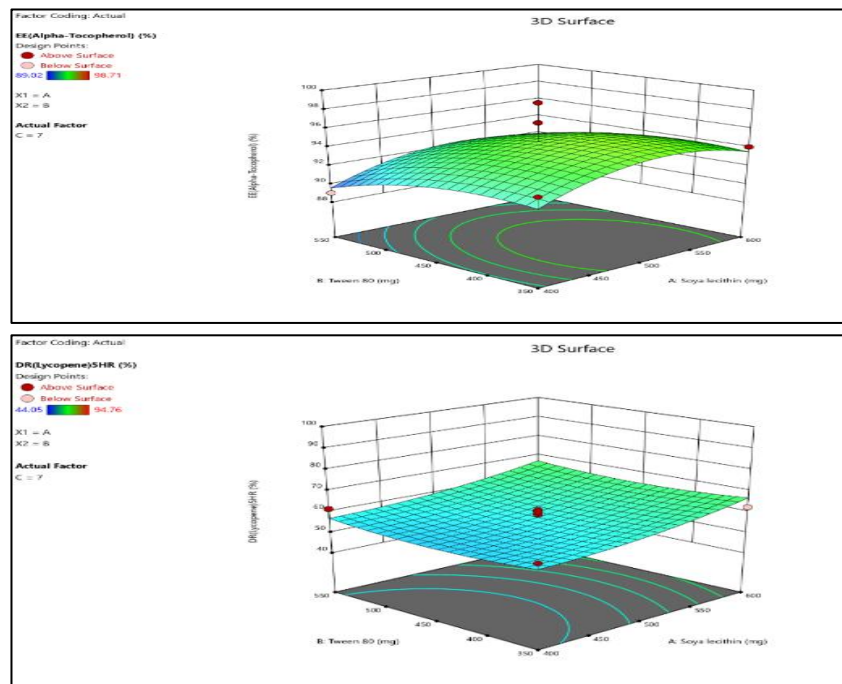 Factor Coding: Actual
3D Surface
EE(Alpha-Tocopherol) (%)
Design Points:
Above Surface
Below Surface
89.02 98.71
X1 = A
X2 = B
Actual Factor
C = 7
EE(Alpha-Tocopherol) (%)
100
98
96
94
92
90
88
550
500
450
400
350
400
450
500
550
600
B: Tween 80 (mg)
A: Soya lecithin (mg)
Factor Coding: Actual
3D Surface
DR(Lycopene)5HR (%)
Design Points:
Above Surface
Below Surface
44.05 94.76
X1 = A
X2 = B
Actual Factor
C = 7
DR(Lycopene)5HR (%)
100
90
80
70
60
50
40
550
500
450
400
350
400
450
500
550
600
B: Tween 80 (mg)
A: Soya lecithin (mg)